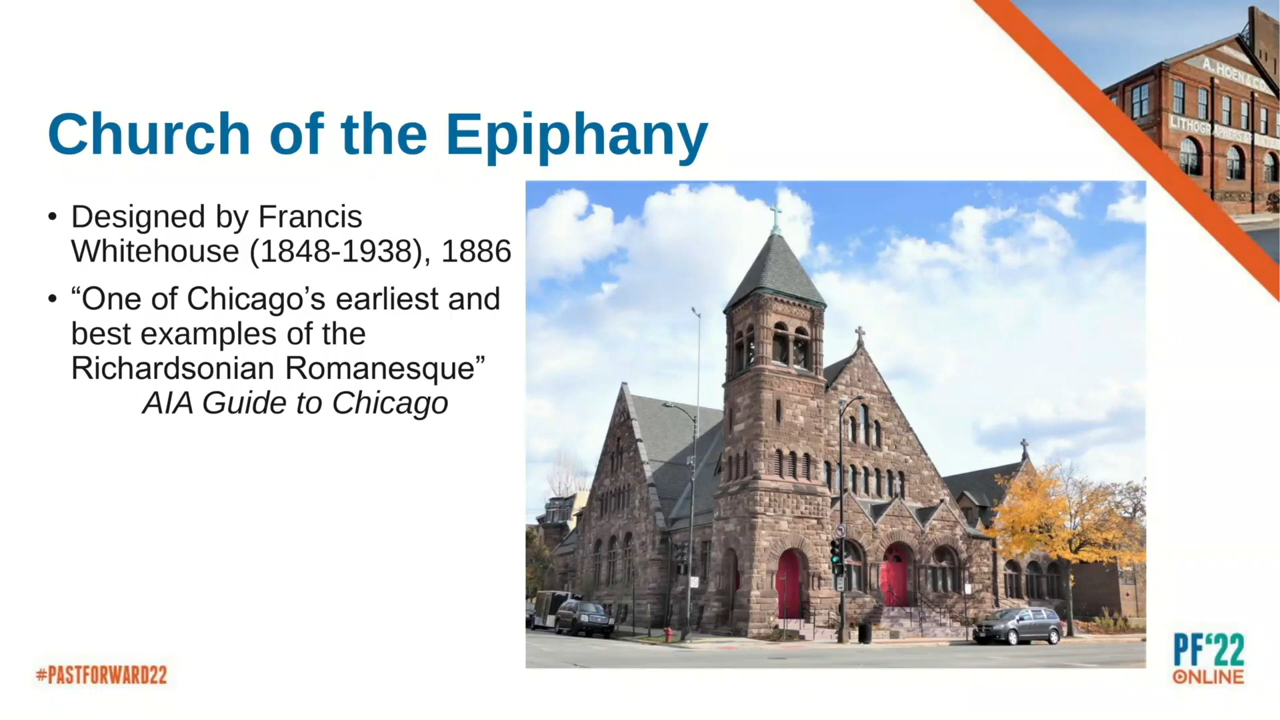 Church of the Epiphany
• Designed by Francis
Whitehouse (1848-1938), 1886
• “One of Chicago’s earliest and
best examples of the
Richardsonian Romanesque”
AIA Guide to Chicago
A. HOEN & CO.
#PASTFORWARD22
PF‘22
ONLINE